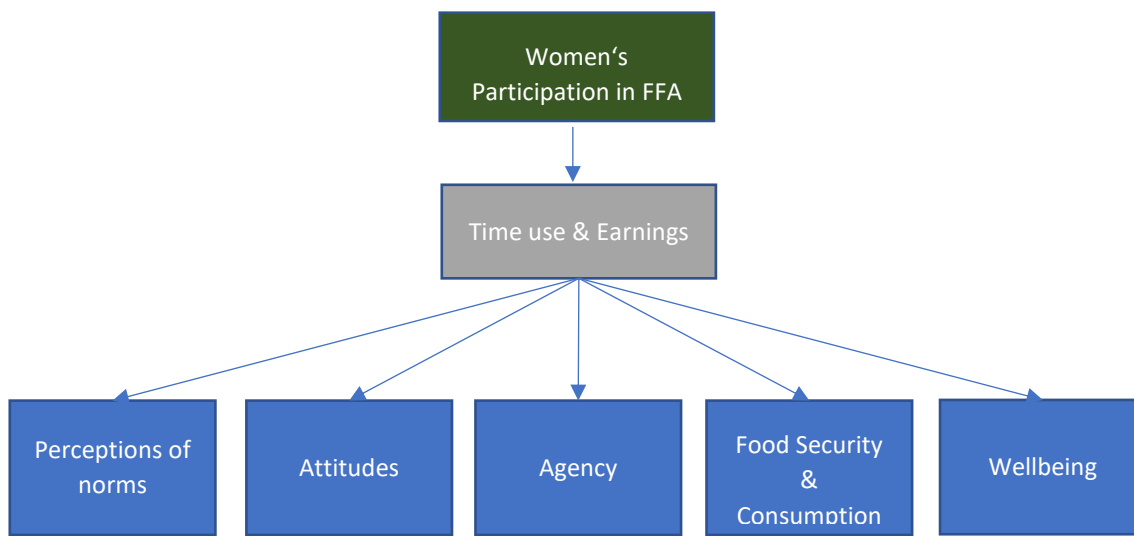 Women‘s
Participation in FFA
Time use & Earnings
Perceptions of
norms
Attitudes
Agency
Food Security
&
Consumption
Wellbeing